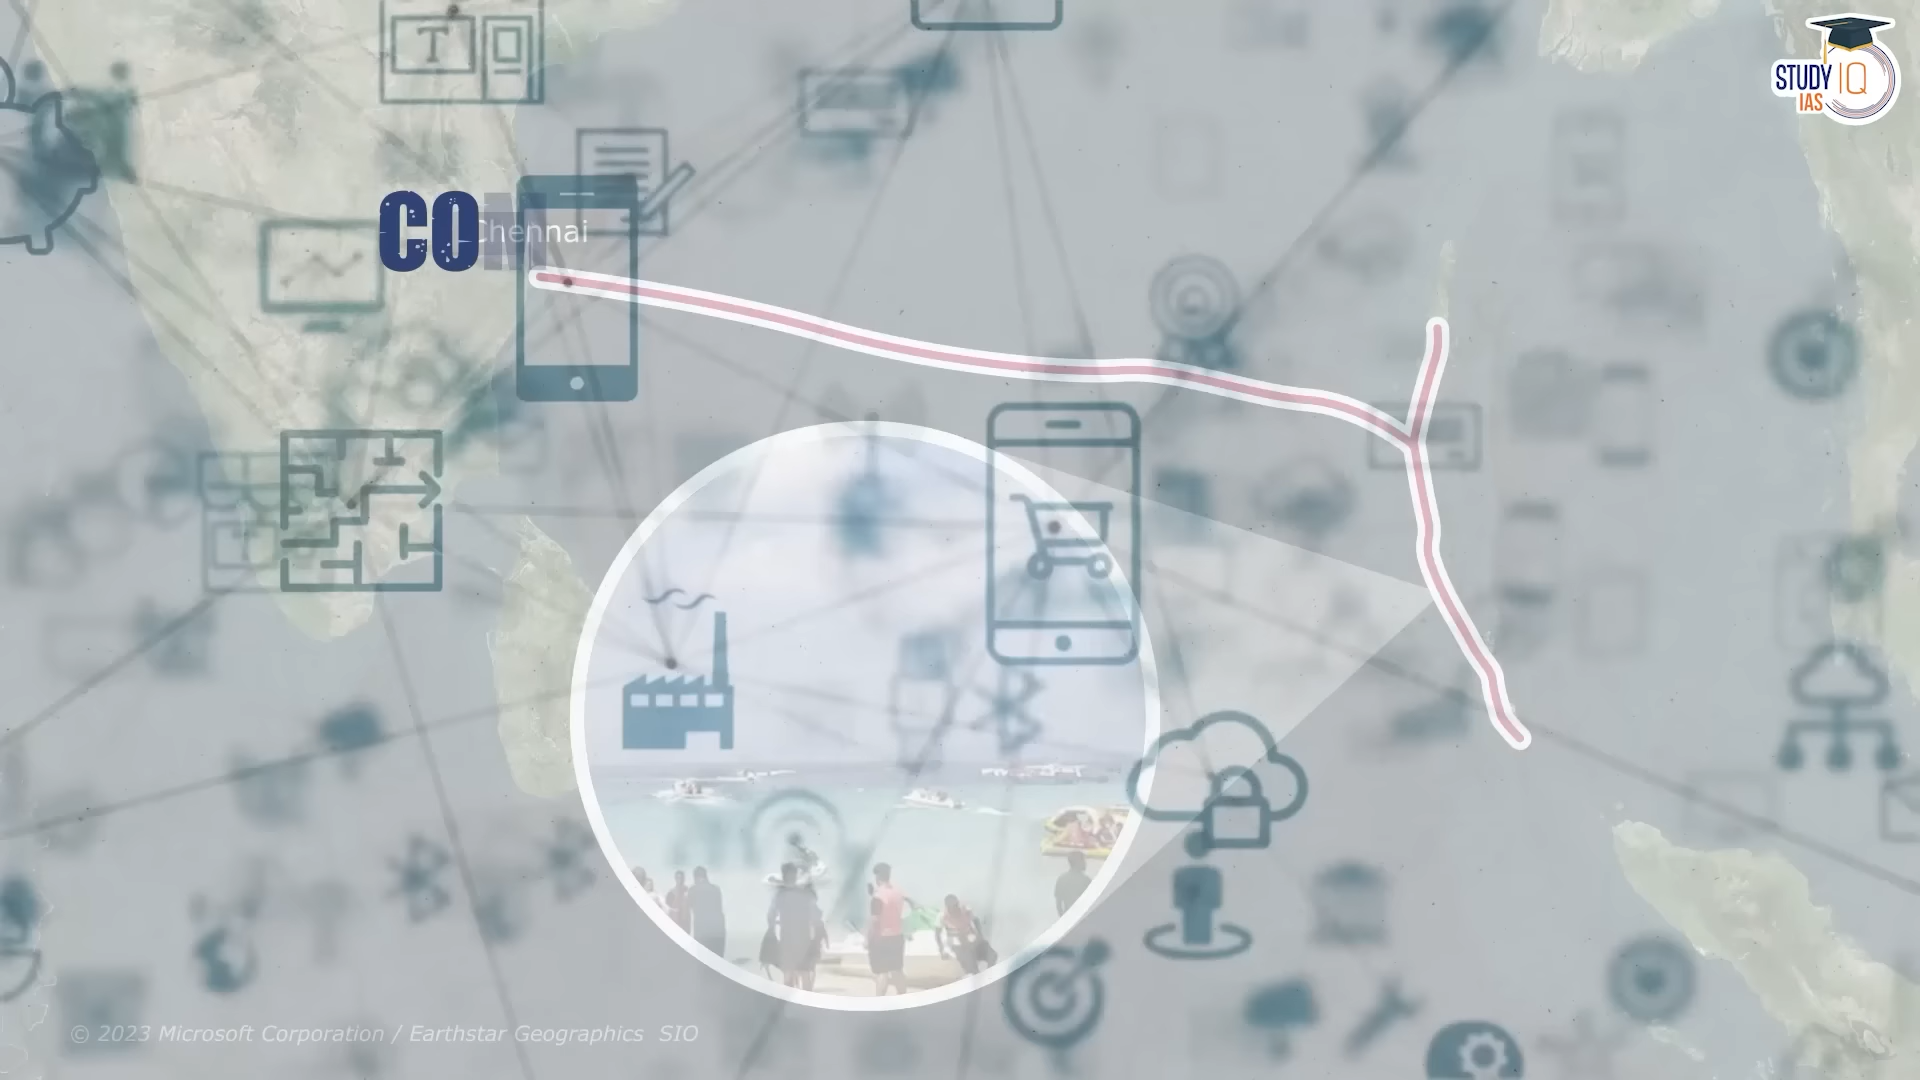 T
STUDY IQ
IAS
CO
Chennai
© 2023 Microsoft Corporation / Earthstar Geographics SIO